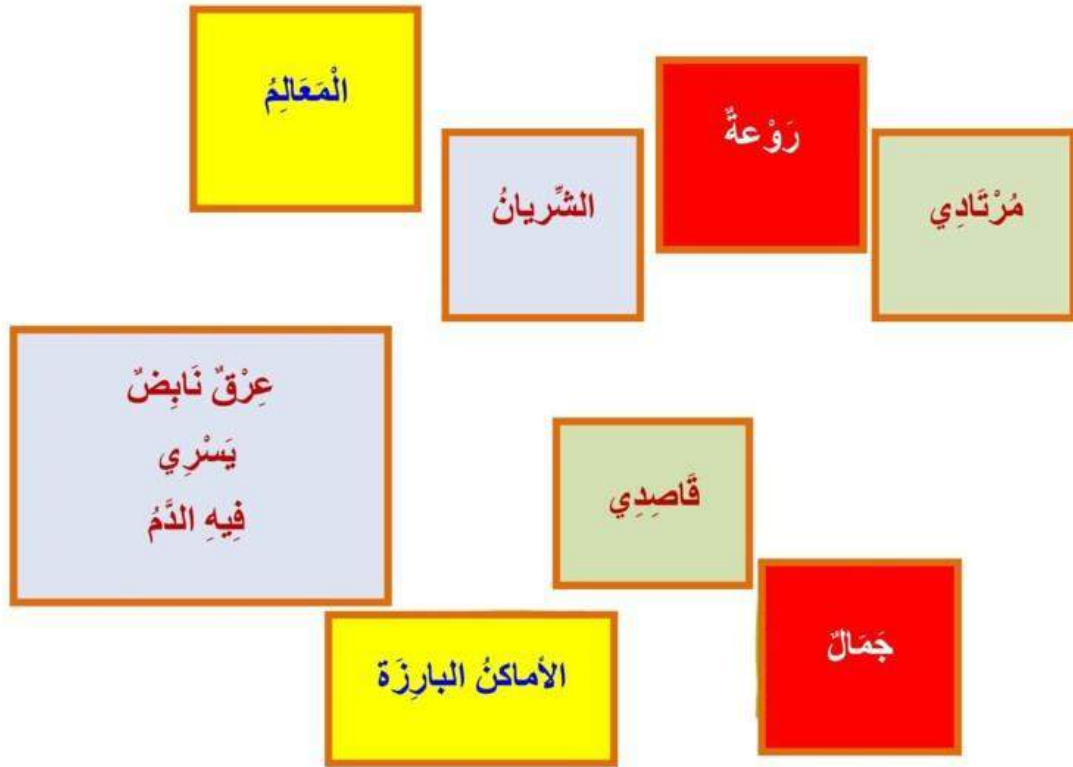 الْمَعَالِمُ
رَوْعةٌ
الشِّريانُ
مُرْتَادِي
عِرْقٌ نَابِضٌ
يَسْرِي
فِيهِ الدَّمُ
قَاصِدِي
جَمَالٌ
الأماكنُ البارِزَة